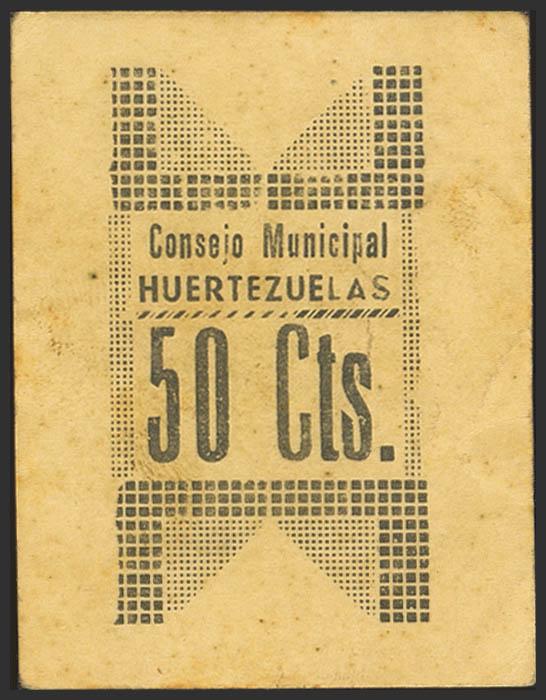 Consejo Municipal
HUERTEZUELAS
50 Cts.